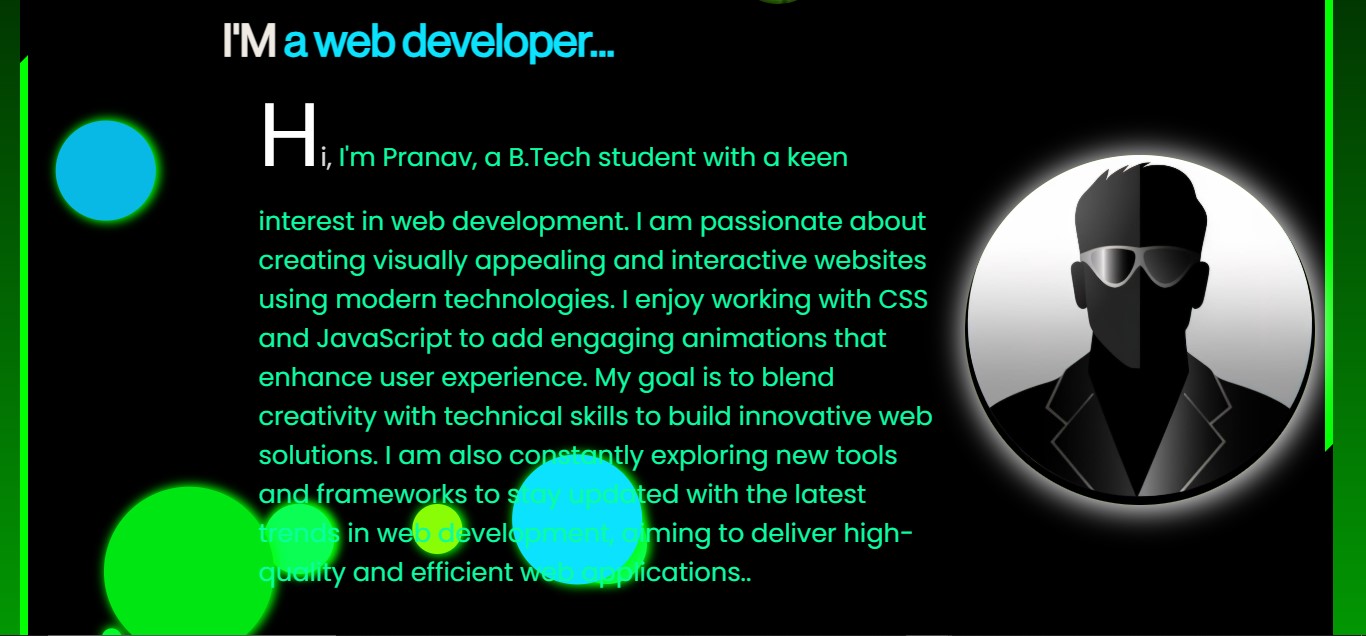 I'M a web developer...
Hi, I'm Pranav, a B.Tech student with a keen
interest in web development. I am passionate about
creating visually appealing and interactive websites
using modern technologies. I enjoy working with CSS
and JavaScript to add engaging animations that
enhance user experience. My goal is to blend
creativity with technical skills to build innovative web
solutions. I am also constantly exploring new tools
and frameworks to stay updated with the latest
trends in web development, aiming to deliver high-
quality and efficient web applications..